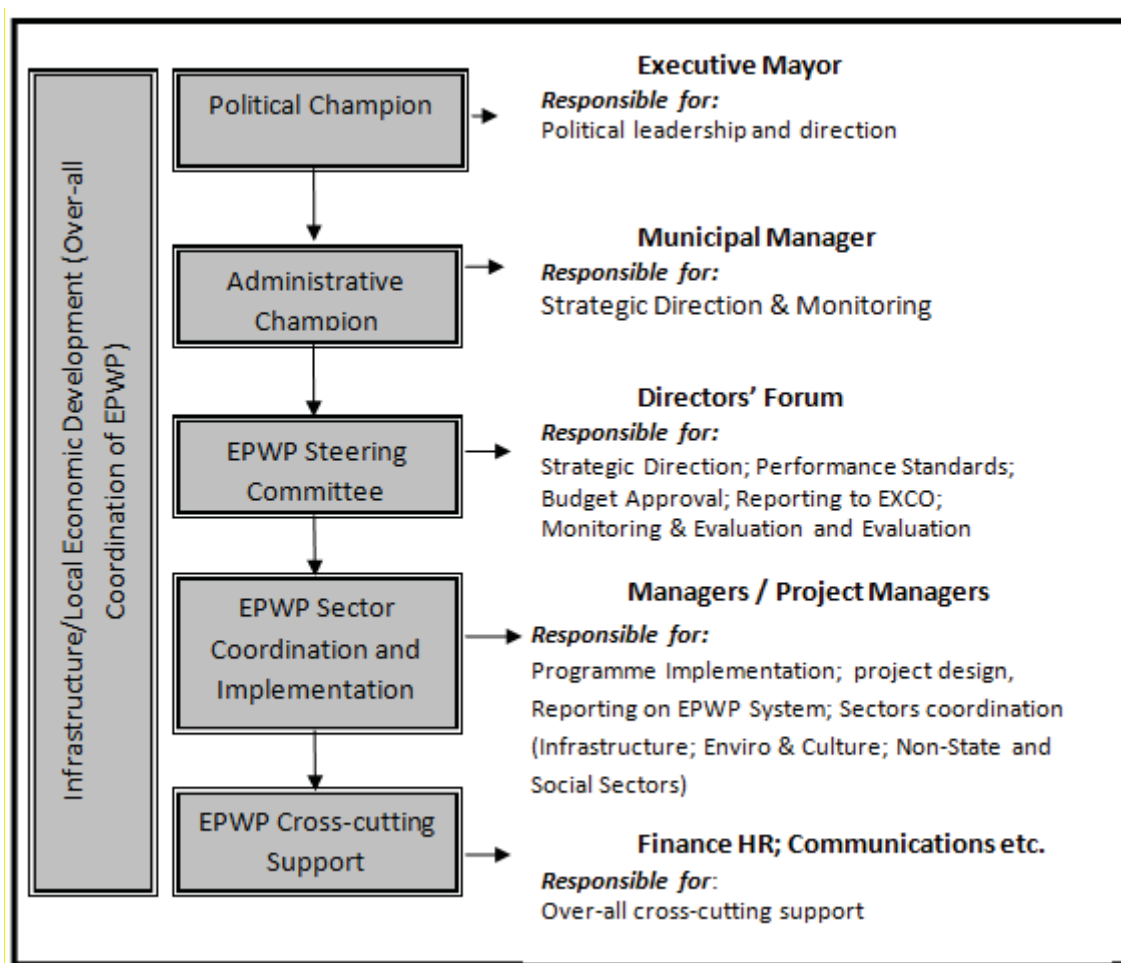 Infrastructure/Local Economic Development (Over-all
Coordination of EPWP)
Political Champion
Executive Mayor
Responsible for:
Political leadership and direction
Administrative
Champion
Municipal Manager
Responsible for:
Strategic Direction & Monitoring
EPWP Steering
Committee
Directors’ Forum
Responsible for:
Strategic Direction; Performance Standards;
Budget Approval; Reporting to EXCO;
Monitoring & Evaluation and Evaluation
EPWP Sector
Coordination and
Implementation
Managers / Project Managers
Responsible for:
Programme Implementation; project design,
Reporting on EPWP System; Sectors coordination
(Infrastructure; Enviro & Culture; Non-State and
Social Sectors)
EPWP Cross-cutting
Support
Finance HR; Communications etc.
Responsible for:
Over-all cross-cutting support